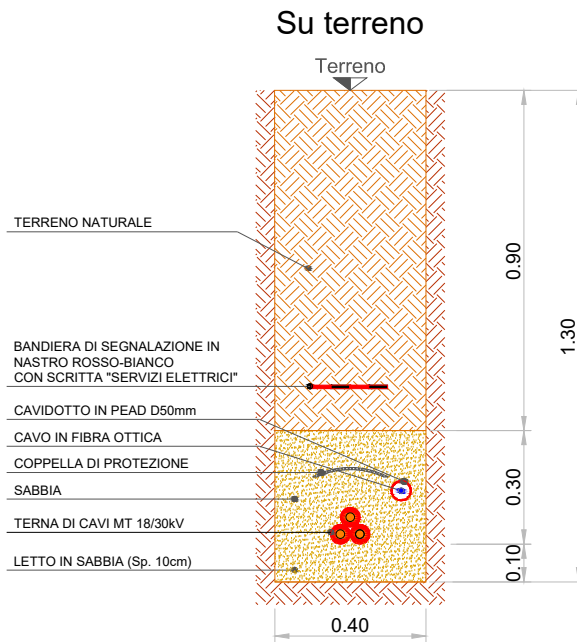 Su terreno
Terreno
TERRENO NATURALE
BANDIERA DI SEGNALAZIONE IN
NASTRO ROSSO-BIANCO
CON SCRITTA "SERVIZI ELETTRICI"
CAVIDOTTO IN PEAD D50mm
CAVO IN FIBRA OTTICA
COPPELLA DI PROTEZIONE
SABBIA
TERNA DI CAVI MT 18/30kV
LETTO IN SABBIA (Sp. 10cm)
0.90
1.30
0.30
0.10
0.40